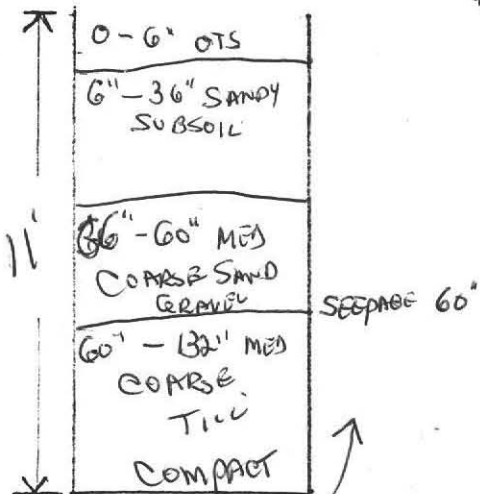 0-6" OTS
6"-36" SANDY
SUBSOIL
11'
36"-60" MED
COARSE SAND
GRAVEL
SEEPAGE 60"
60"-132" MED
COARSE
TILL
COMPACT